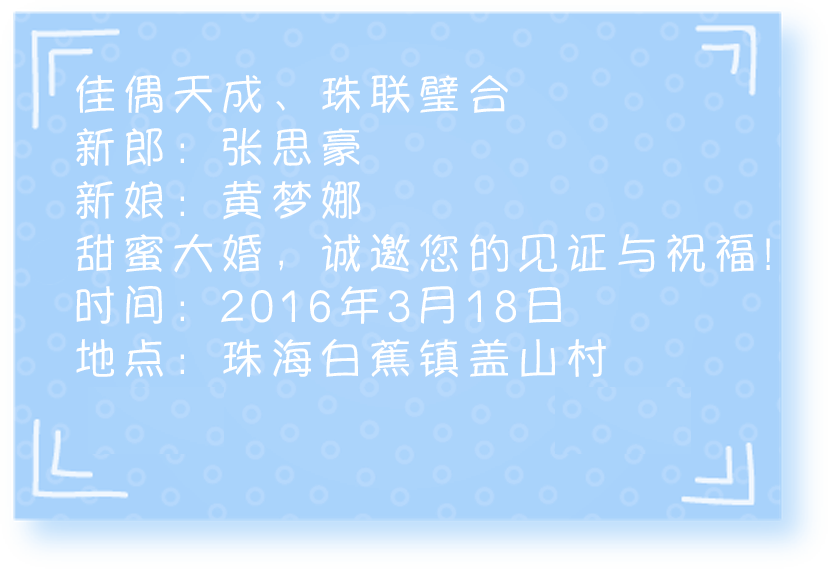 佳偶天成、珠联璧合
新郎：张思豪
新娘：黄梦娜
甜蜜大婚，诚邀您的见证与祝福!
时间：2016年3月18日
地点：珠海白蕉镇盖山村